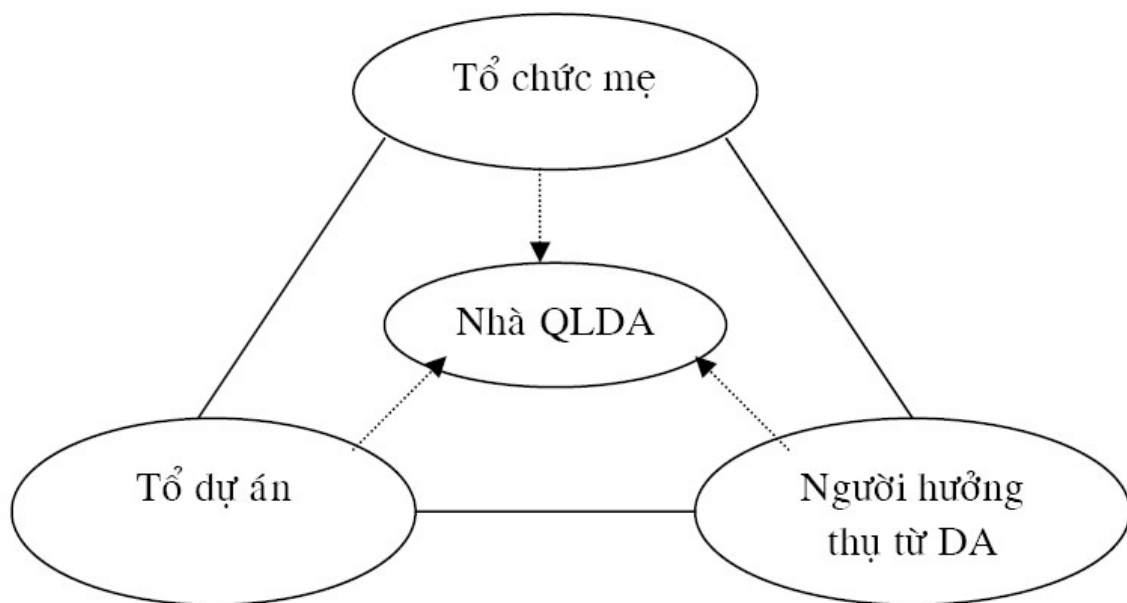 Tổ chức mẹ
Nhà QLDA
Tổ dự án
Người hưởng
thụ từ DA